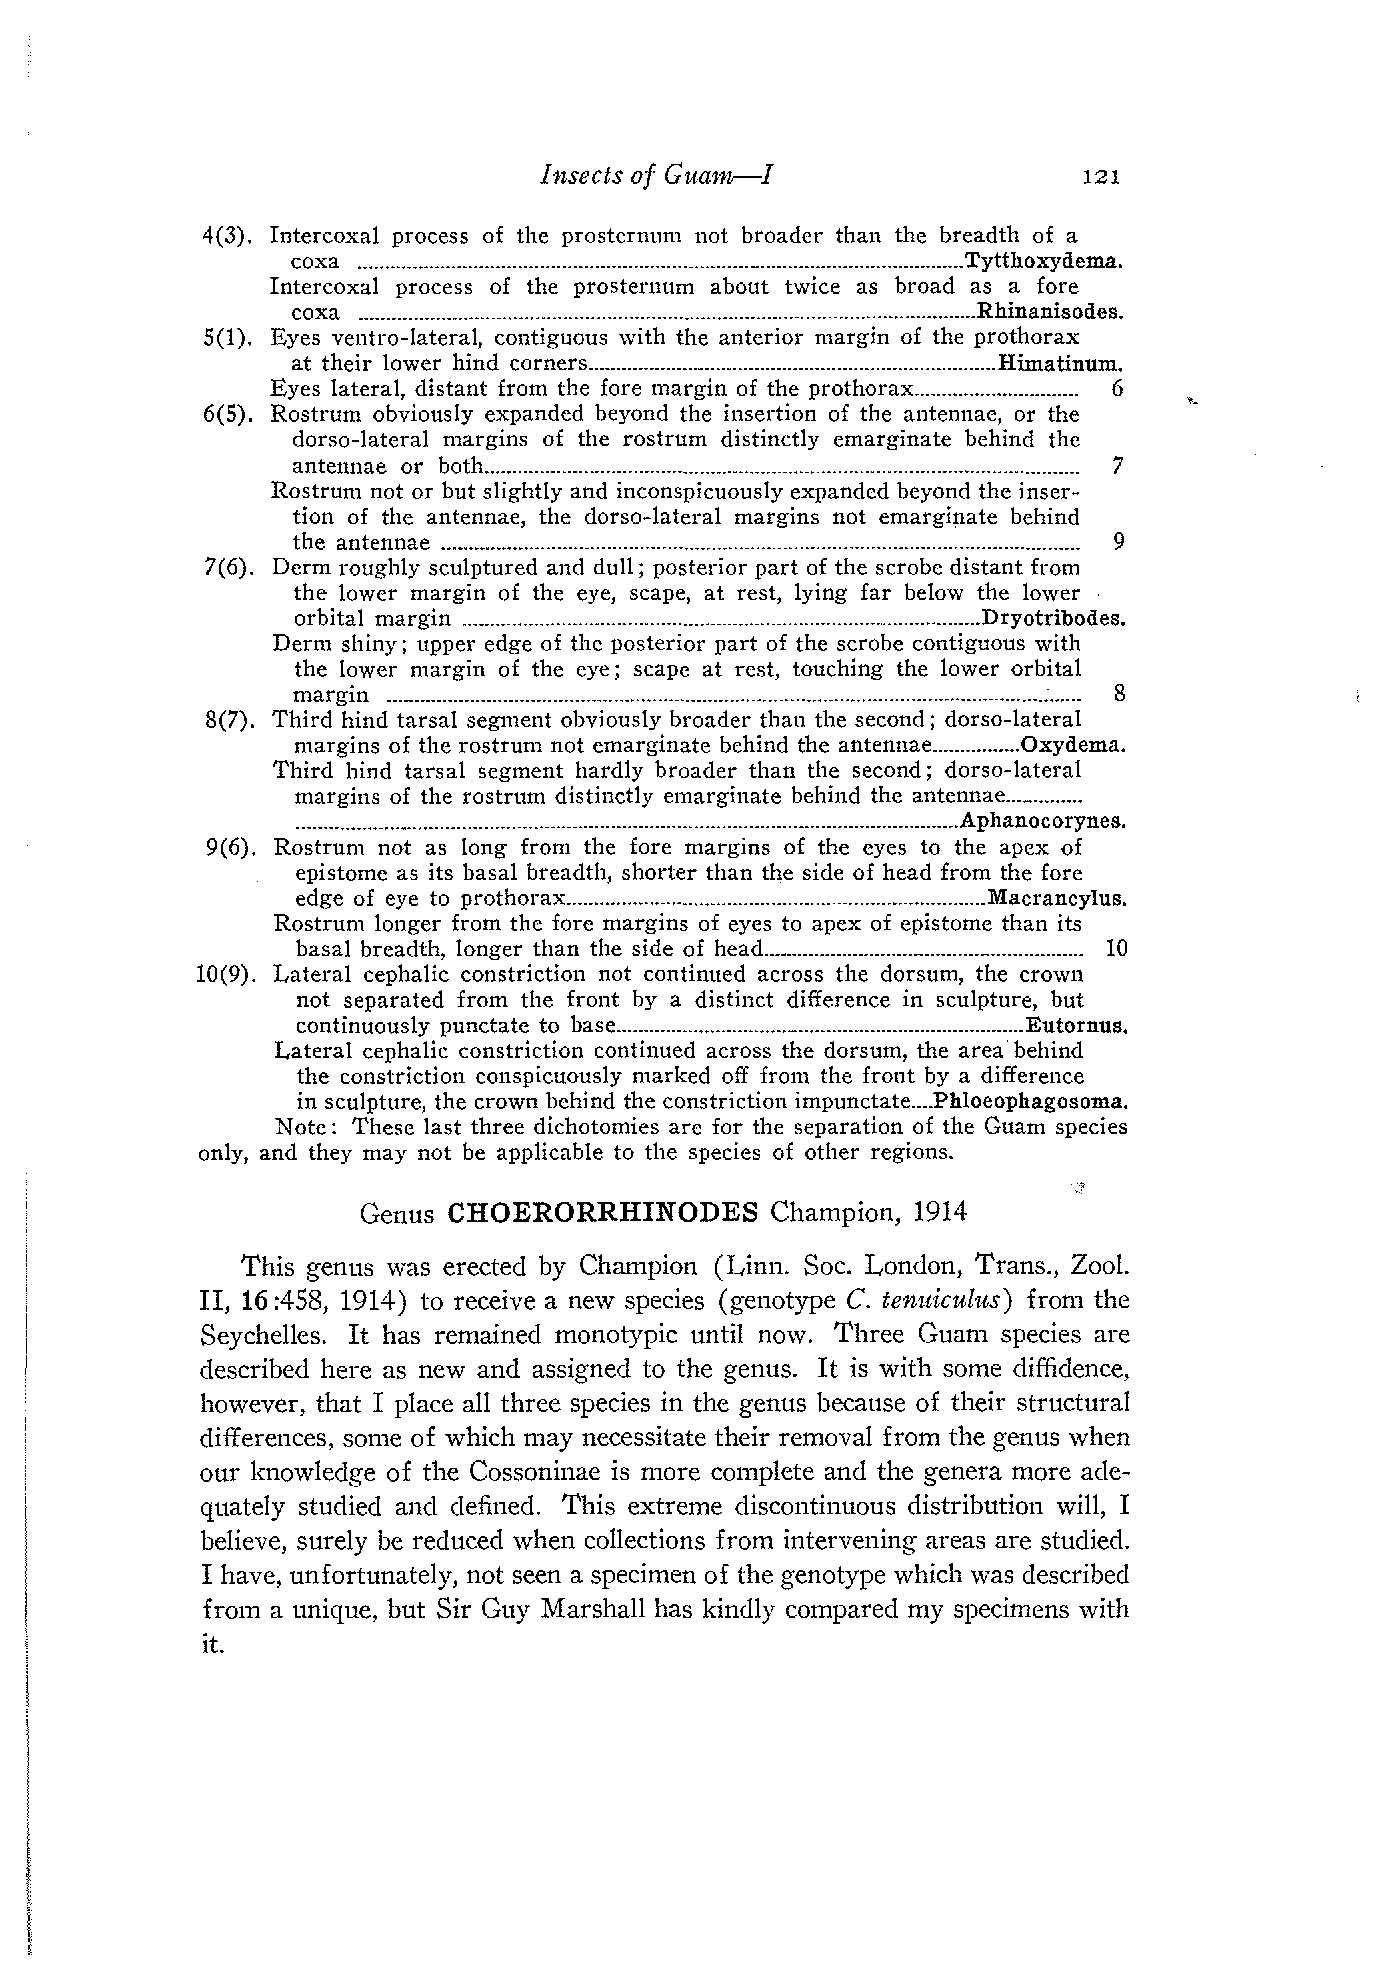 Insects of Guam—I 121
4(3). Intercoxal process of the prosternum not broader than the breadth of a
coxa ........ Tytthoxydema.
Intercoxal process of the prosternum about twice as broad as a fore
coxa ........ Rhinanisodes.
5(1). Eyes ventro-lateral, contiguous with the anterior margin of the prothorax
at their lower hind corners ........ Himatinum.
Eyes lateral, distant from the fore margin of the prothorax ........ 6
6(5). Rostrum obviously expanded beyond the insertion of the antennae, or the
dorso-lateral margins of the rostrum distinctly emarginate behind the
antennae or both ........ 7
Rostrum not or but slightly and inconspicuously expanded beyond the inser-
tion of the antennae, the dorso-lateral margins not emarginate behind
the antennae ........ 9
7(6). Derm roughly sculptured and dull; posterior part of the scrobe distant from
the lower margin of the eye, scape, at rest, lying far below the lower
orbital margin ........ Dryotribodes.
Derm shiny; upper edge of the posterior part of the scrobe contiguous with
the lower margin of the eye; scape at rest, touching the lower orbital
margin ........ 8
8(7). Third hind tarsal segment obviously broader than the second; dorso-lateral
margins of the rostrum not emarginate behind the antennae ........ Oxydema.
Third hind tarsal segment hardly broader than the second; dorso-lateral
margins of the rostrum distinctly emarginate behind the antennae ........
........ Aphanocorynes.
9(6). Rostrum not as long from the fore margins of the eyes to the apex of
epistome as its basal breadth, shorter than the side of head from the fore
edge of eye to prothorax ........ Macrancylus.
Rostrum longer from the fore margins of eyes to apex of epistome than its
basal breadth, longer than the side of head ........ 10
10(9). Lateral cephalic constriction not continued across the dorsum, the crown
not separated from the front by a distinct difference in sculpture, but
continuously punctate to base ........ Eutornus.
Lateral cephalic constriction continued across the dorsum, the area behind
the constriction conspicuously marked off from the front by a difference
in sculpture, the crown behind the constriction impunctate .... Phloeophagosoma.
Note: These last three dichotomies are for the separation of the Guam species
only, and they may not be applicable to the species of other regions.
Genus CHOERORRHINODES Champion, 1914
This genus was erected by Champion (Linn. Soc. London, Trans., Zool.
II, 16:458, 1914) to receive a new species (genotype C. tenuiculus) from the
Seychelles. It has remained monotypic until now. Three Guam species are
described here as new and assigned to the genus. It is with some diffidence,
however, that I place all three species in the genus because of their structural
differences, some of which may necessitate their removal from the genus when
our knowledge of the Cossoninae is more complete and the genera more ade-
quately studied and defined. This extreme discontinuous distribution will, I
believe, surely be reduced when collections from intervening areas are studied.
I have, unfortunately, not seen a specimen of the genotype which was described
from a unique, but Sir Guy Marshall has kindly compared my specimens with
it.